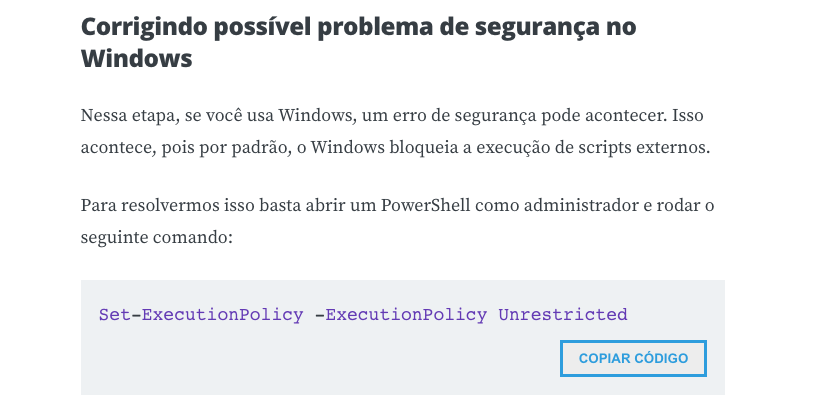 Corrigindo possível problema de segurança no
Windows
Nessa etapa, se você usa Windows, um erro de segurança pode acontecer. Isso
acontece, pois por padrão, o Windows bloqueia a execução de scripts externos.
Para resolvermos isso basta abrir um PowerShell como administrador e rodar o
seguinte comando:
Set-ExecutionPolicy -ExecutionPolicy Unrestricted
COPIAR CÓDIGO